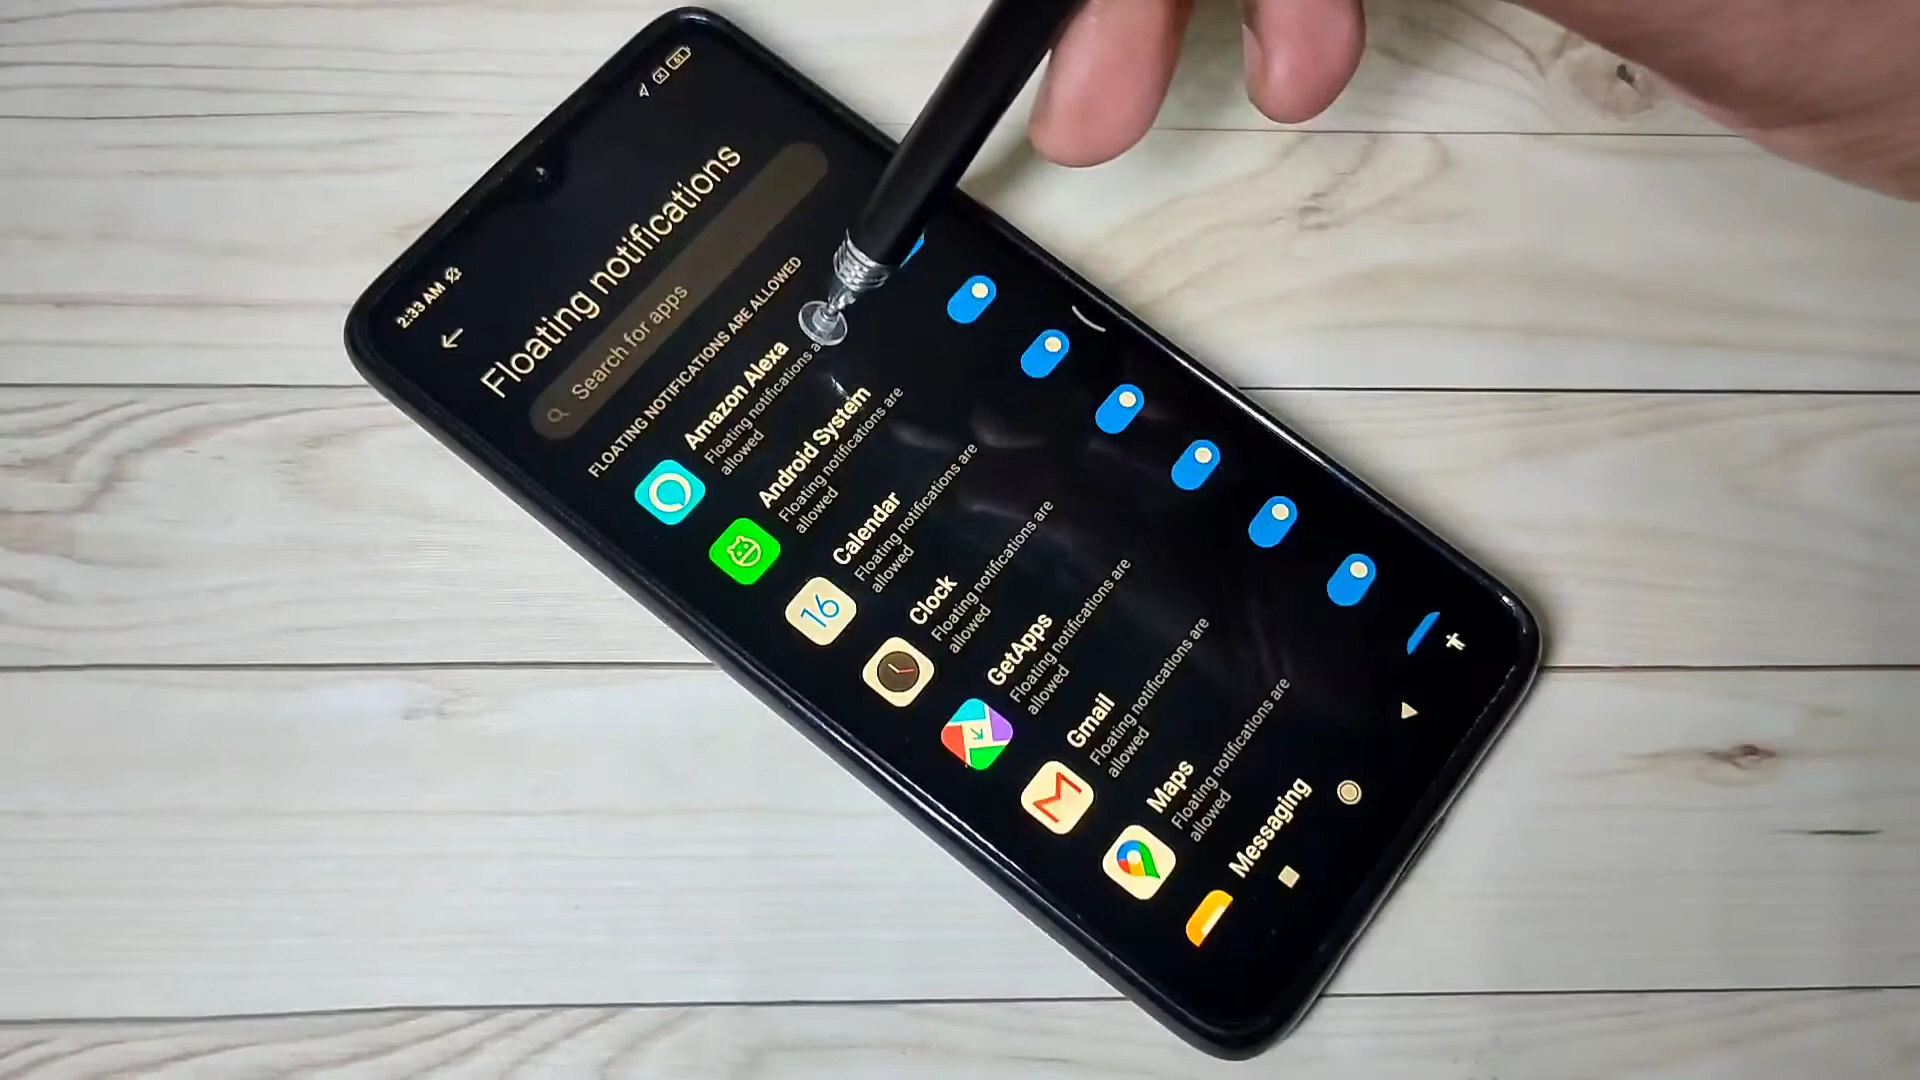 2:33 AM
61
Floating notifications
Search for apps
FLOATING NOTIFICATIONS ARE ALLOWED
Amazon Alexa
Floating notifications a
allowed
Android System
Floating notifications are
allowed
16
Calendar
Floating notifications are
allowed
Clock
Floating notifications are
allowed
GetApps
Floating notifications are
allowed
Gmail
Floating notifications are
allowed
Maps
Floating notifications are
allowed
Messaging